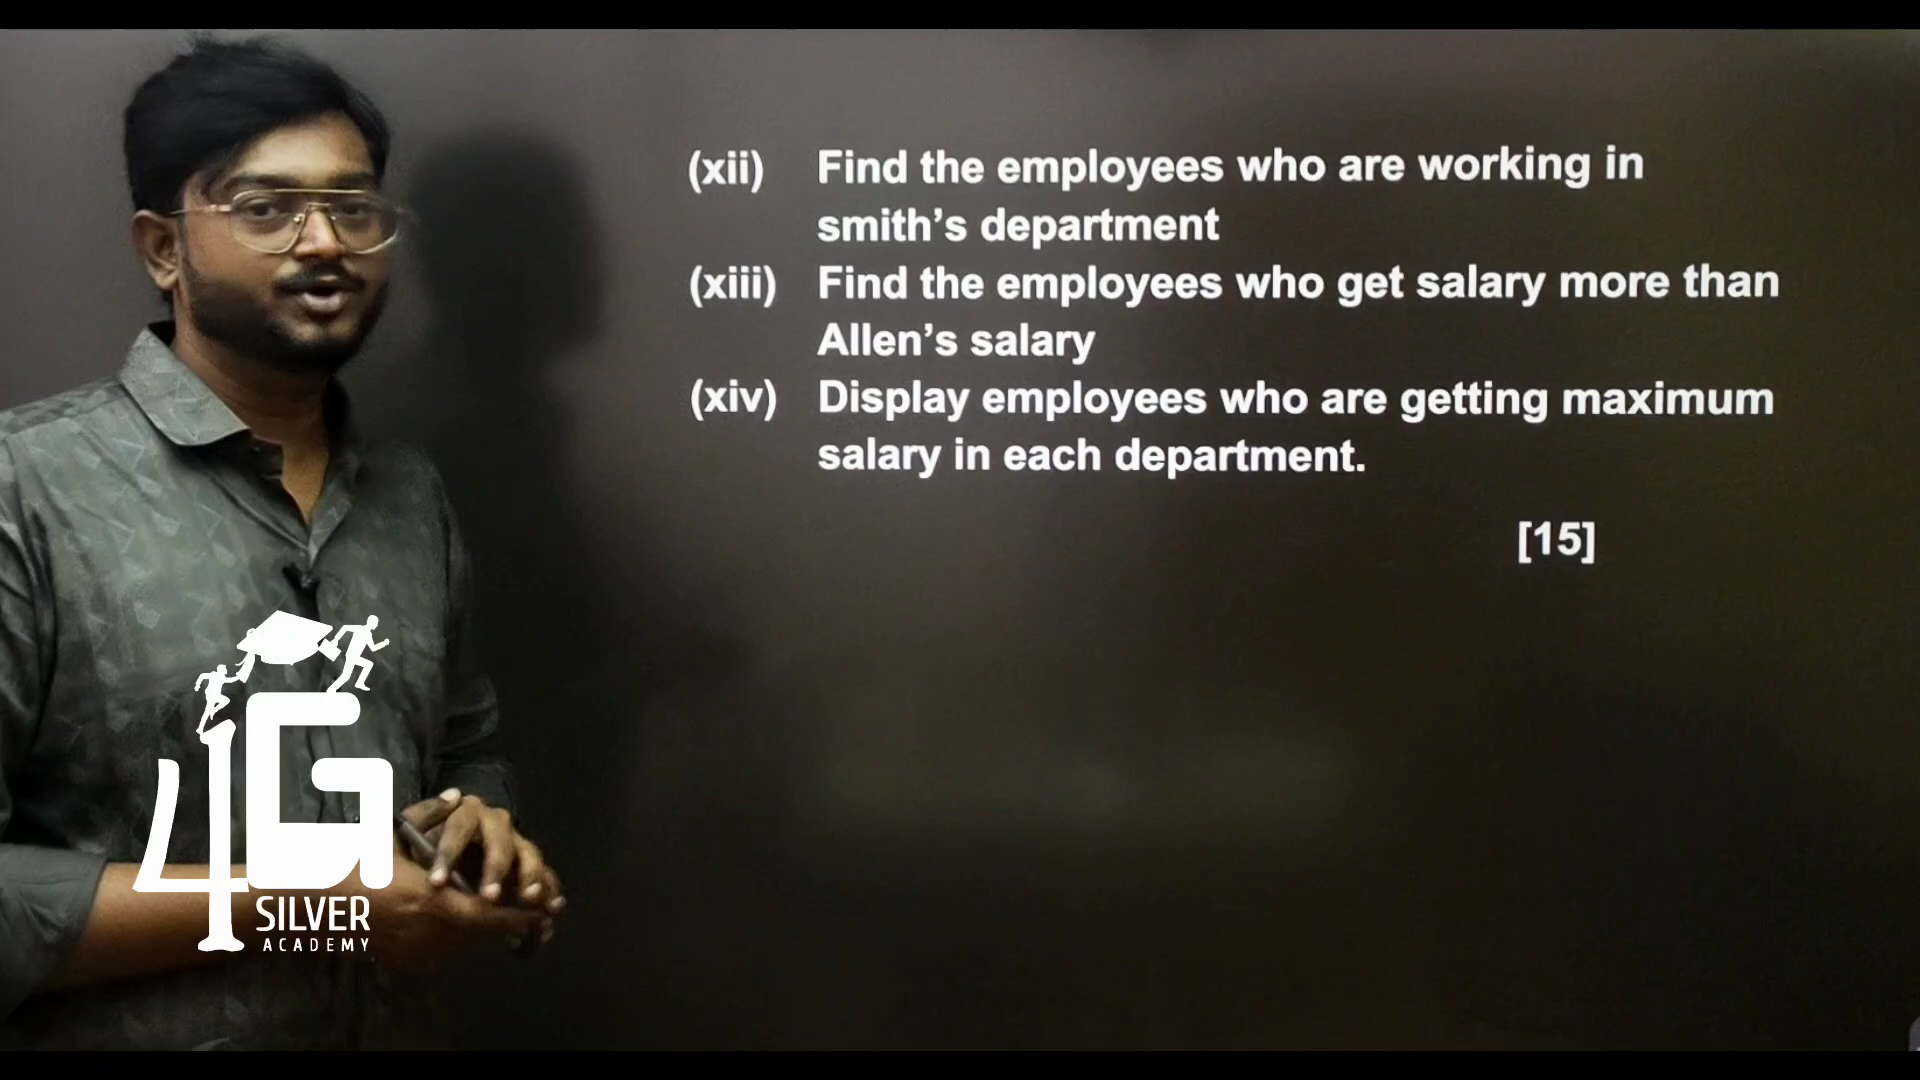 (xii) Find the employees who are working in
smith’s department
(xiii) Find the employees who get salary more than
Allen’s salary
(xiv) Display employees who are getting maximum
salary in each department.
[15]
4G
SILVER
ACADEMY